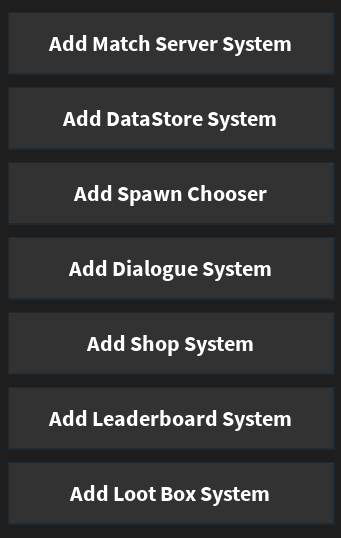 Add Match Server System
Add DataStore System
Add Spawn Chooser
Add Dialogue System
Add Shop System
Add Leaderboard System
Add Loot Box System